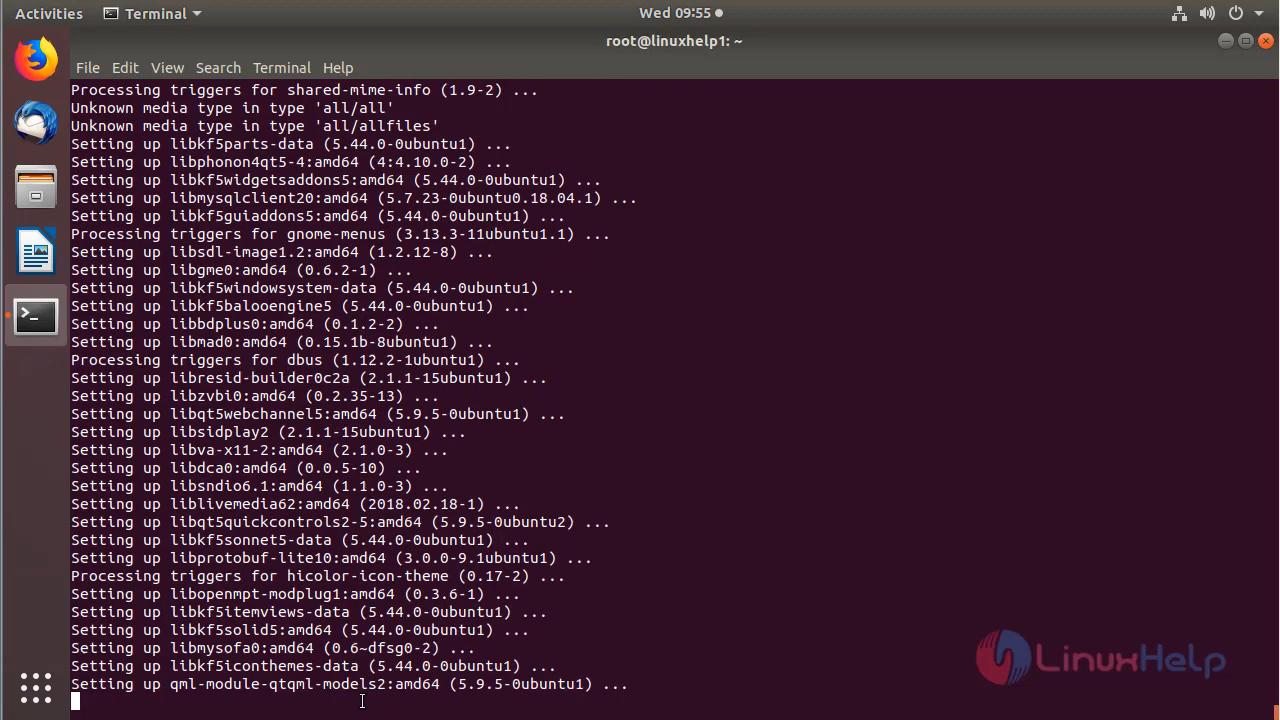 Activities Terminal Wed 09:55
root@linuxhelp1: ~
File Edit View Search Terminal Help
Processing triggers for shared-mime-info (1.9-2) ...
Unknown media type in type 'all/all'
Unknown media type in type 'all/allfiles'
Setting up libkf5parts-data (5.44.0-0ubuntu1) ...
Setting up libphonon4qt5-4:amd64 (4:4.10.0-2) ...
Setting up libkf5widgetsaddons5:amd64 (5.44.0-0ubuntu1) ...
Setting up libmysqlclient20:amd64 (5.7.23-0ubuntu0.18.04.1) ...
Setting up libkf5guiaddons5:amd64 (5.44.0-0ubuntu1) ...
Processing triggers for gnome-menus (3.13.3-11ubuntu1.1) ...
Setting up libsdl-image1.2:amd64 (1.2.12-8) ...
Setting up libgme0:amd64 (0.6.2-1) ...
Setting up libkf5windowsystem-data (5.44.0-0ubuntu1) ...
Setting up libkf5balooengine5 (5.44.0-0ubuntu1) ...
Setting up libbdplus0:amd64 (0.1.2-2) ...
Setting up libmad0:amd64 (0.15.1b-8ubuntu1) ...
Processing triggers for dbus (1.12.2-1ubuntu1) ...
Setting up libresid-builder0c2a (2.1.1-15ubuntu1) ...
Setting up libzvbi0:amd64 (0.2.35-13) ...
Setting up libqt5webchannel5:amd64 (5.9.5-0ubuntu1) ...
Setting up libsidplay2 (2.1.1-15ubuntu1) ...
Setting up libva-x11-2:amd64 (2.1.0-3) ...
Setting up libdca0:amd64 (0.0.5-10) ...
Setting up libsndio6.1:amd64 (1.1.0-3) ...
Setting up liblivemedia62:amd64 (2018.02.18-1) ...
Setting up libqt5quickcontrols2-5:amd64 (5.9.5-0ubuntu2) ...
Setting up libkf5sonnet5-data (5.44.0-0ubuntu1) ...
Setting up libprotobuf-lite10:amd64 (3.0.0-9.1ubuntu1) ...
Processing triggers for hicolor-icon-theme (0.17-2) ...
Setting up libopenmpt-modplug1:amd64 (0.3.6-1) ...
Setting up libkf5itemviews-data (5.44.0-0ubuntu1) ...
Setting up libkf5solid5:amd64 (5.44.0-0ubuntu1) ...
Setting up libmysofa0:amd64 (0.6~dfsg0-2) ...
Setting up libkf5iconthemes-data (5.44.0-0ubuntu1) ...
Setting up qml-module-qtqml-models2:amd64 (5.9.5-0ubuntu1) ...
LinuxHelp